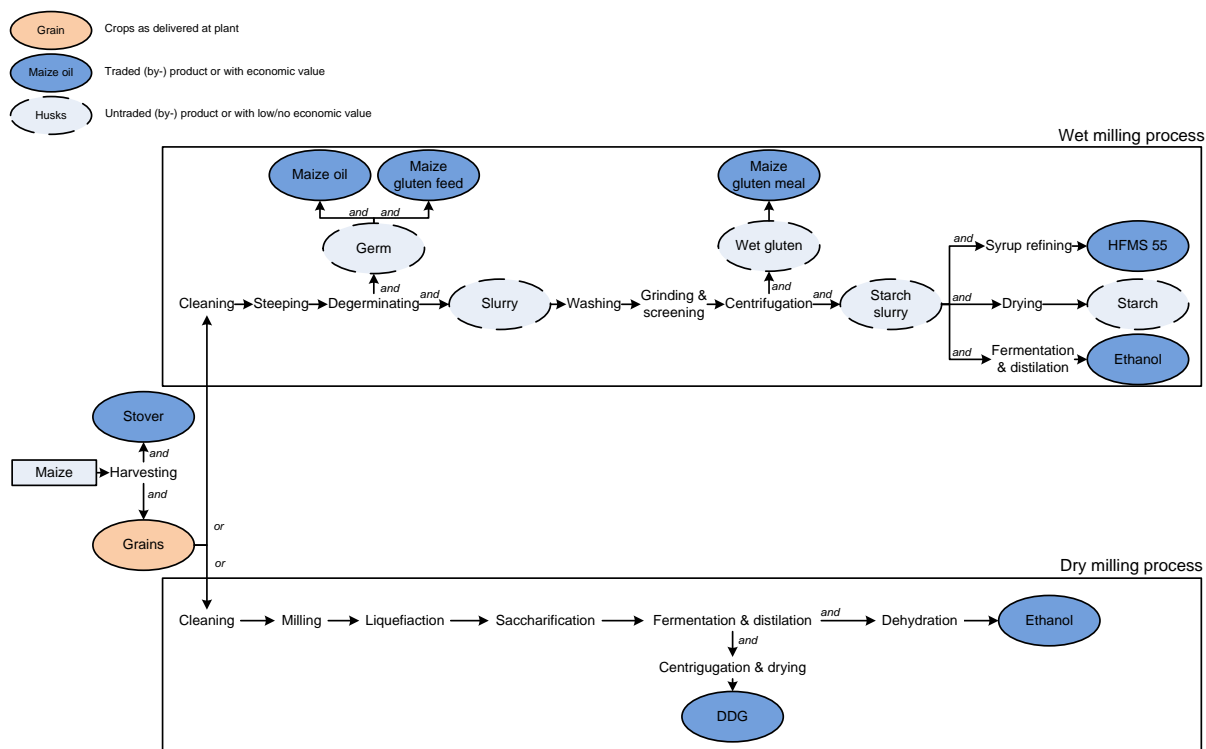 Grain
Crops as delivered at plant
Maize oil
Traded (by-) product or with economic value
Husks
Untraded (by-) product or with low/no economic value
Wet milling process
Maize oil
Maize
gluten feed
Maize
gluten meal
and
and
Germ
Wet gluten
and
Syrup refining
HFMS 55
and
and
Cleaning
Steeping
Degerminating
and
Slurry
Washing
Grinding &
screening
Centrifugation
and
Starch
slurry
and
Drying
Starch
and
Fermentation
& distilation
Ethanol
Stover
and
Maize
Harvesting
and
or
Grains
or
Dry milling process
Cleaning
Milling
Liquefiaction
Saccharification
Fermentation & distilation
and
Dehydration
Ethanol
and
Centrigugation & drying
DDG